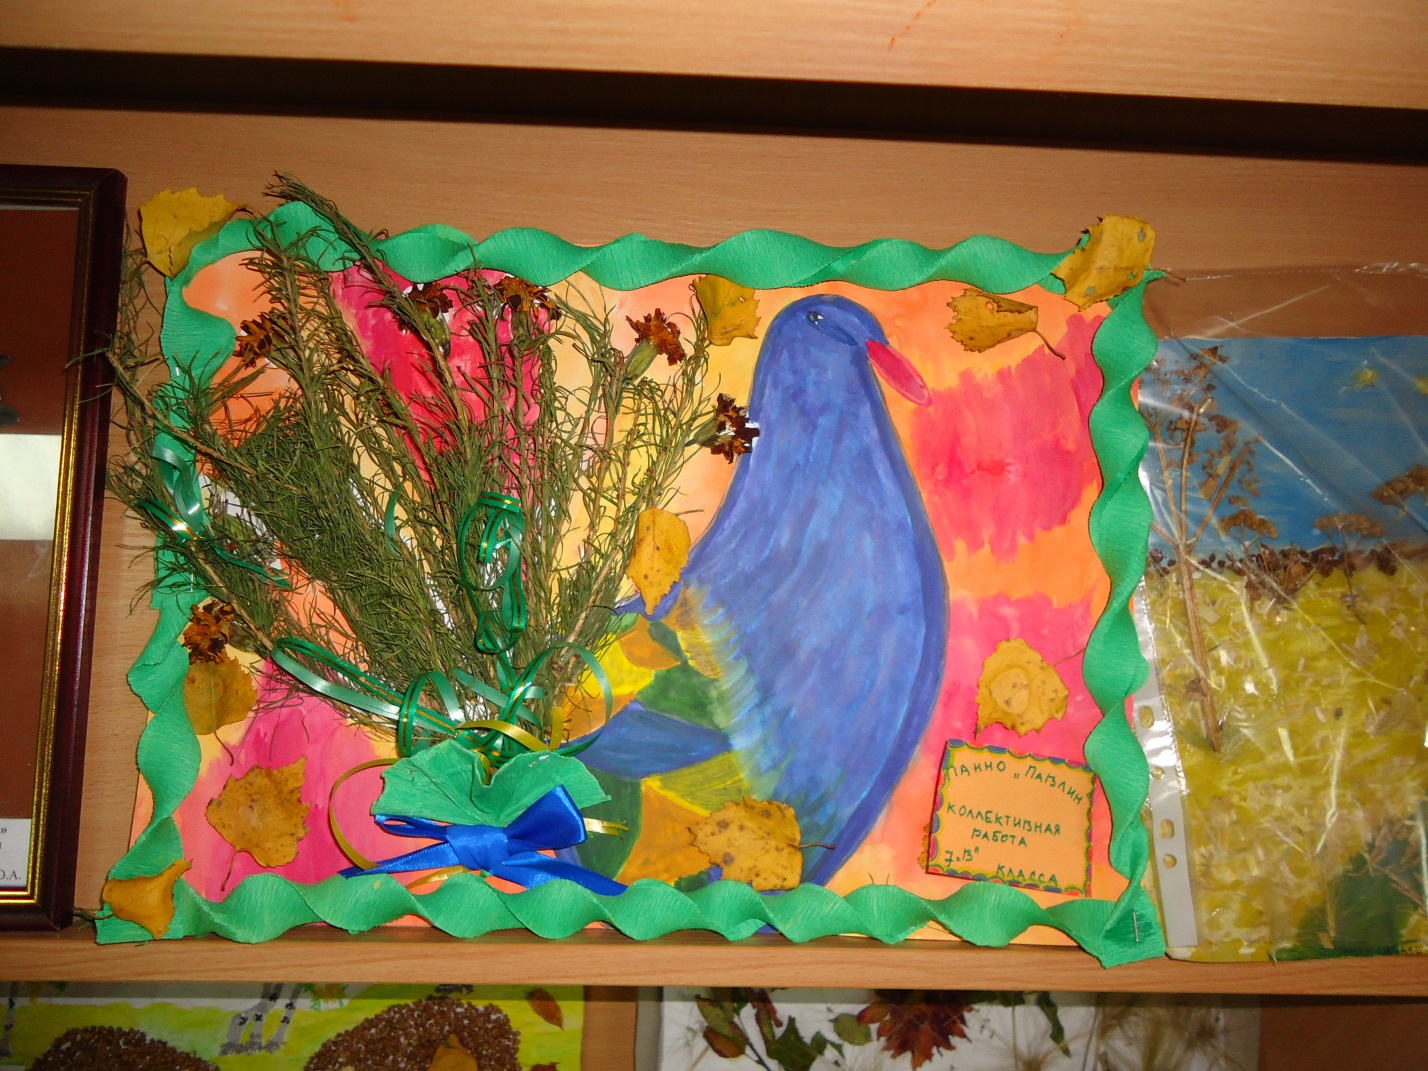 ПАННО „ПАВЛИН
КОЛЛЕКТИВНАЯ
РАБОТА
7„В"
КЛАССА
»
О.А.